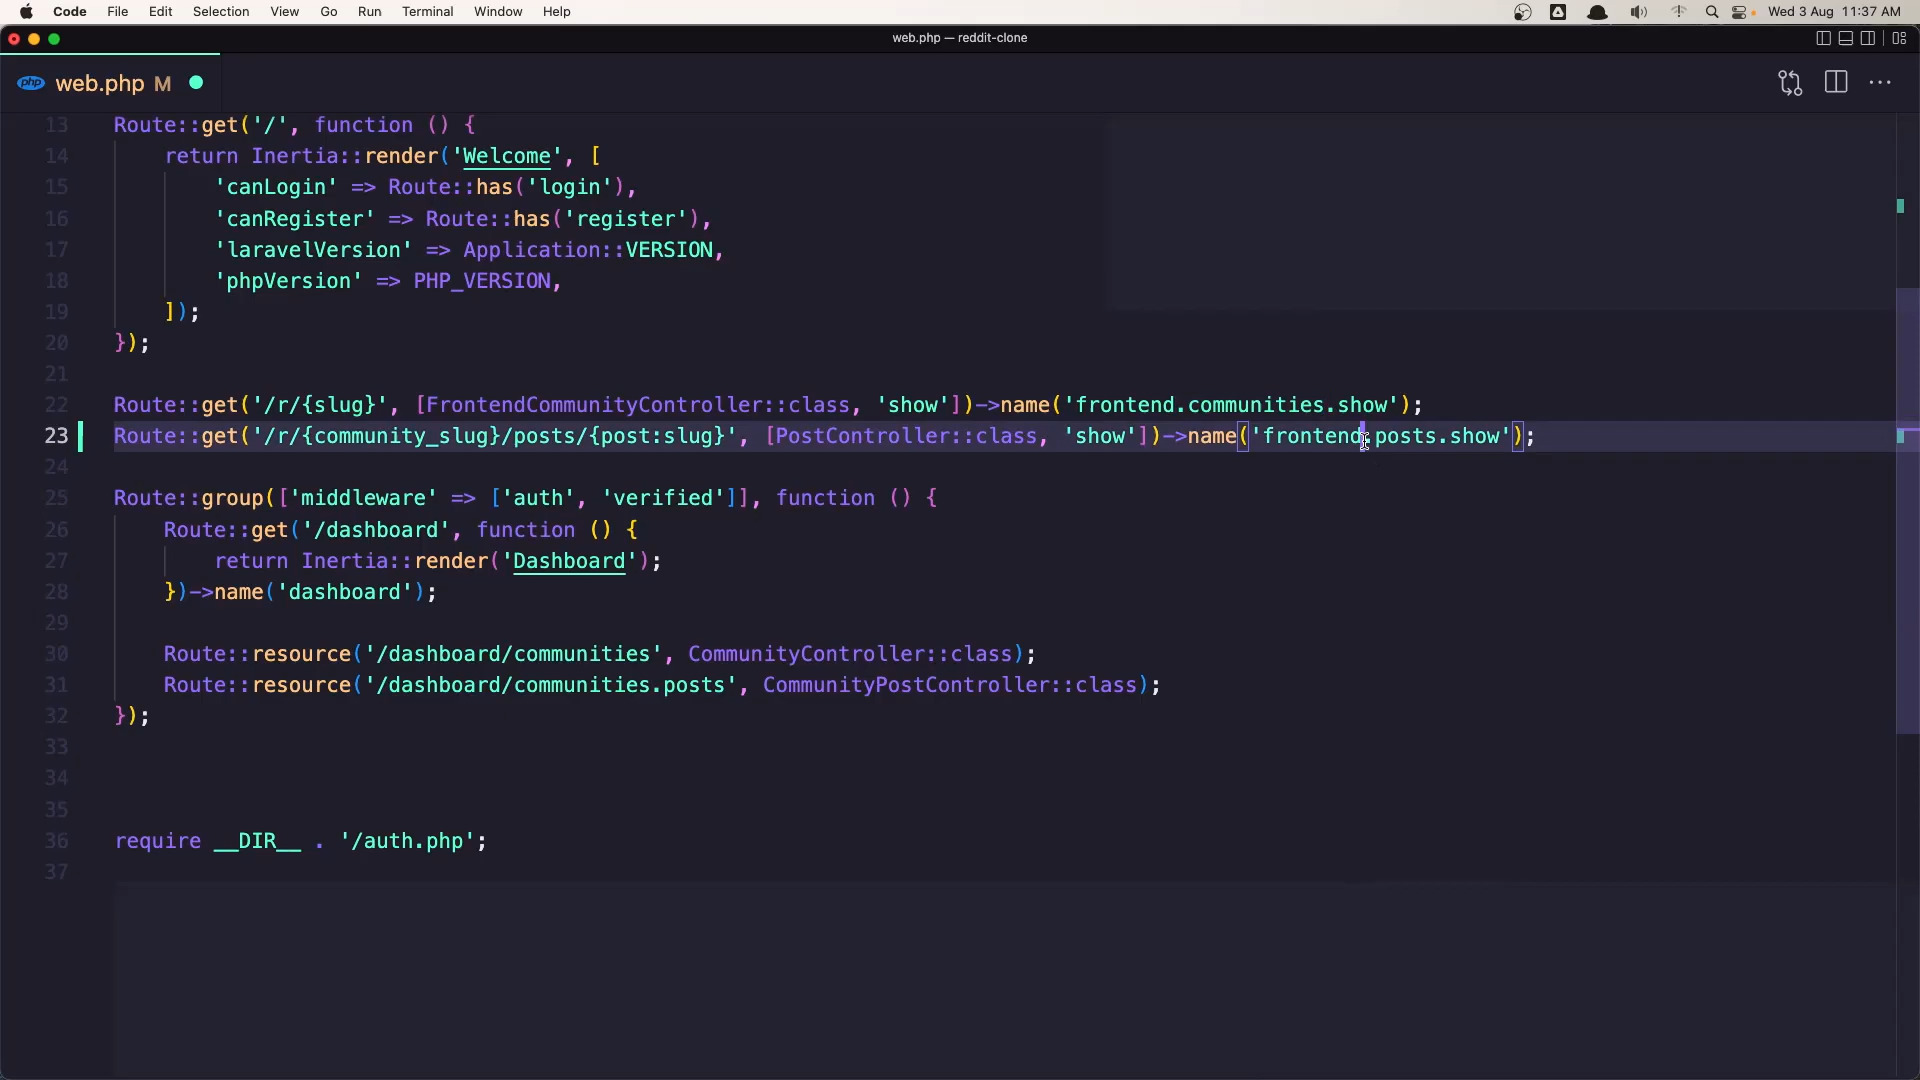 Code File Edit Selection View Go Run Terminal Window Help Wed 3 Aug 11:37 AM
web.php — reddit-clone
php web.php M
13 Route::get('/', function () {
14 return Inertia::render('Welcome', [
15 'canLogin' => Route::has('login'),
16 'canRegister' => Route::has('register'),
17 'laravelVersion' => Application::VERSION,
18 'phpVersion' => PHP_VERSION,
19 ]);
20 });
21
22 Route::get('/r/{slug}', [FrontendCommunityController::class, 'show'])->name('frontend.communities.show');
23 Route::get('/r/{community_slug}/posts/{post:slug}', [PostController::class, 'show'])->name('frontend.posts.show');
24
25 Route::group(['middleware' => ['auth', 'verified']], function () {
26 Route::get('/dashboard', function () {
27 return Inertia::render('Dashboard');
28 })->name('dashboard');
29
30 Route::resource('/dashboard/communities', CommunityController::class);
31 Route::resource('/dashboard/communities.posts', CommunityPostController::class);
32 });
33
34
35
36 require __DIR__ . '/auth.php';
37